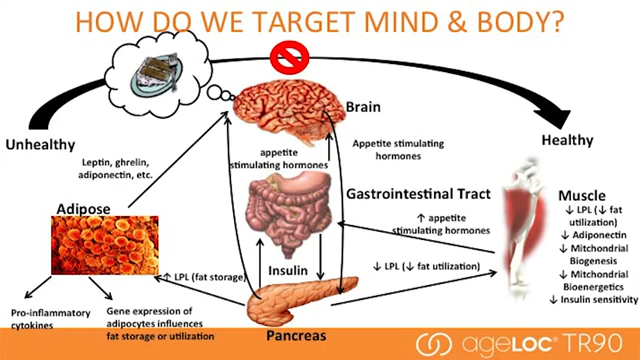 HOW DO WE TARGET MIND & BODY?
Unhealthy
Brain
Healthy
Leptin, ghrelin,
adiponectin, etc.
appetite
stimulating hormones
Appetite stimulating
hormones
Adipose
Gastrointestinal Tract
↑ appetite
stimulating hormones
Muscle
↓ LPL (↓ fat
utilization)
↓ Adiponectin
↓ Mitchondrial
Biogenesis
↓ Mitchondrial
Bioenergetics
↓ Insulin sensitivity
↑ LPL (fat storage)
Insulin
↓ LPL (↓ fat utilization)
Pro-inflammatory
cytokines
Gene expression of
adipocytes influences
fat storage or utilization
Pancreas
ageLOC® TR90